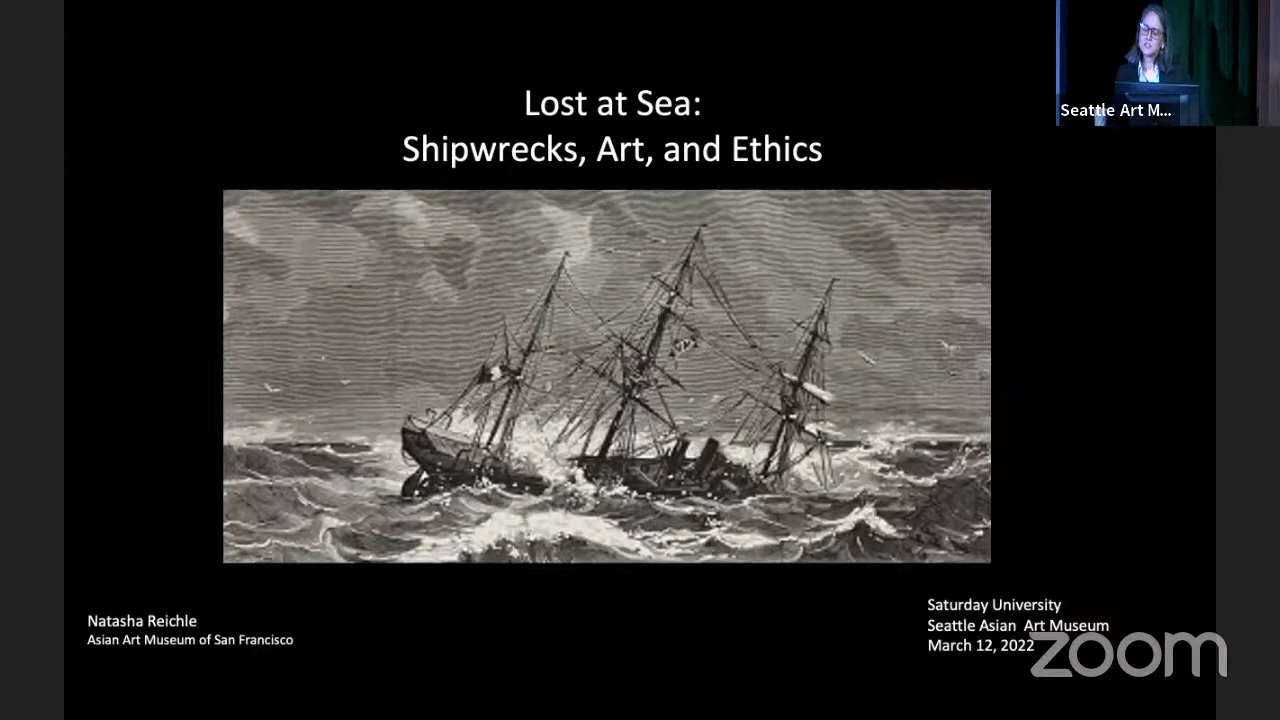 Lost at Sea:
Shipwrecks, Art, and Ethics
Seattle Art M...
Natasha Reichle
Asian Art Museum of San Francisco
Saturday University
Seattle Asian Art Museum
March 12, 2022
zoom